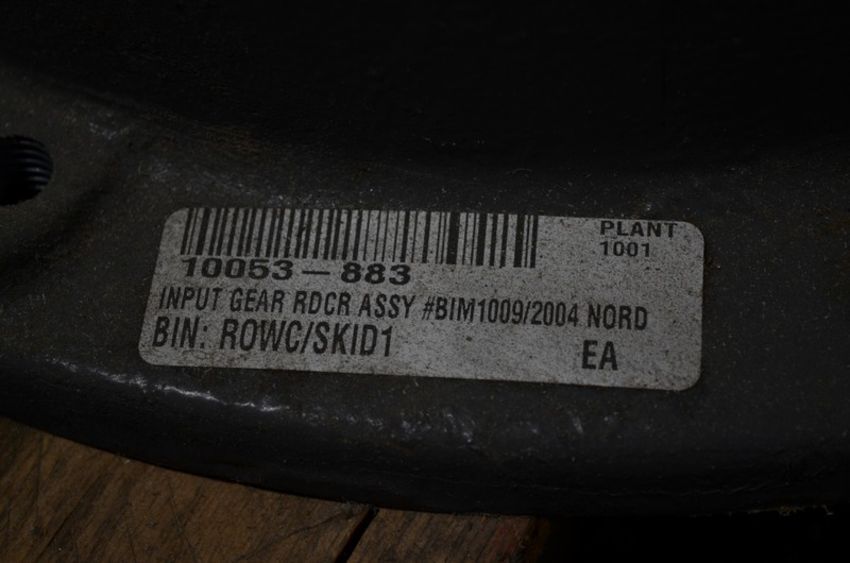 PLANT
1001
10053-883
INPUT GEAR RDCR ASSY #BIM1009/2004 NORD
BIN: ROWC/SKID1
EA